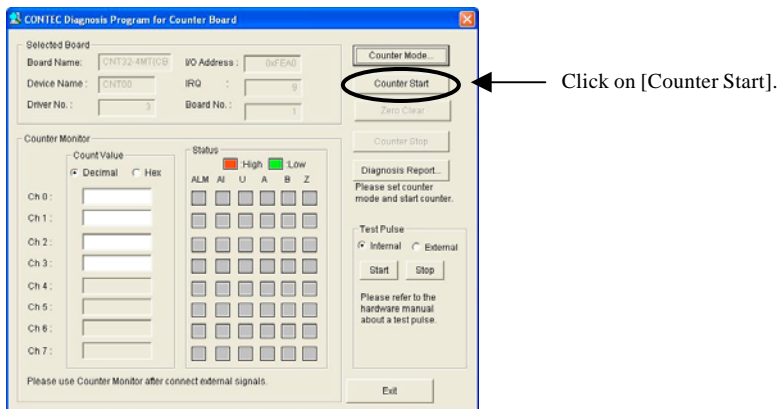 CONTEC Diagnosis Program for Counter Board
Selected Board
Board Name: CNT32-4MT(CB I/O Address : 0xFEA0
Device Name : CNT00 IRQ : 9
Driver No. : 3 Board No. : 1
Counter Mode...
Counter Start
Click on [Counter Start].
Zero Clear
Counter Stop
Diagnosis Report...
Please set counter
mode and start counter.
Counter Monitor
Count Value
Decimal Hex
Status
:High :Low
ALM AI U A B Z
Ch 0 :
Ch 1 :
Ch 2 :
Ch 3 :
Ch 4 :
Ch 5 :
Ch 6 :
Ch 7 :
Test Pulse
Internal External
Start Stop
Please refer to the
hardware manual
about a test pulse.
Please use Counter Monitor after connect external signals.
Exit